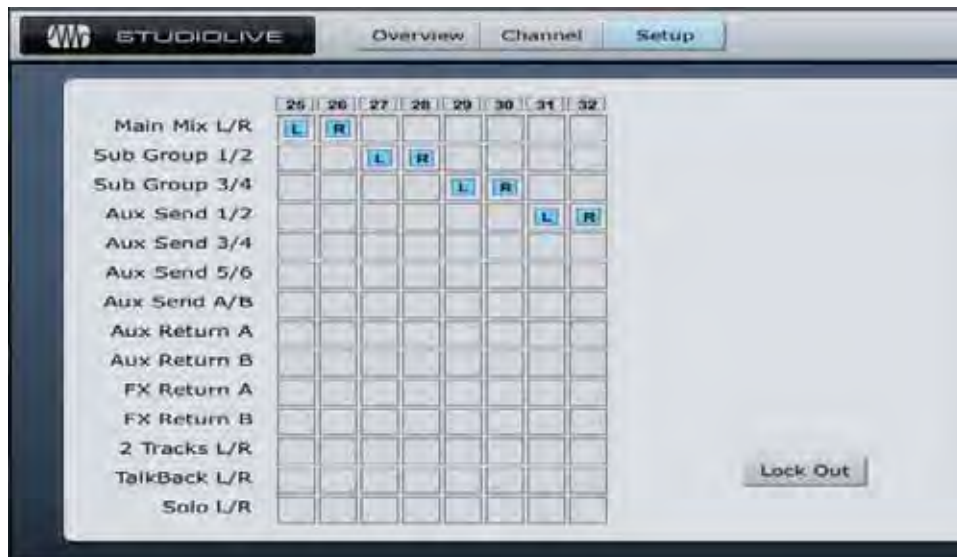 STUDIOLIVE Overview Channel Setup
25 26 27 28 29 30 31 32
Main Mix L/R L R
Sub Group 1/2 L R
Sub Group 3/4 L R
Aux Send 1/2 L R
Aux Send 3/4
Aux Send 5/6
Aux Send A/B
Aux Return A
Aux Return B
FX Return A
FX Return B
2 Tracks L/R
TalkBack L/R
Solo L/R
Lock Out